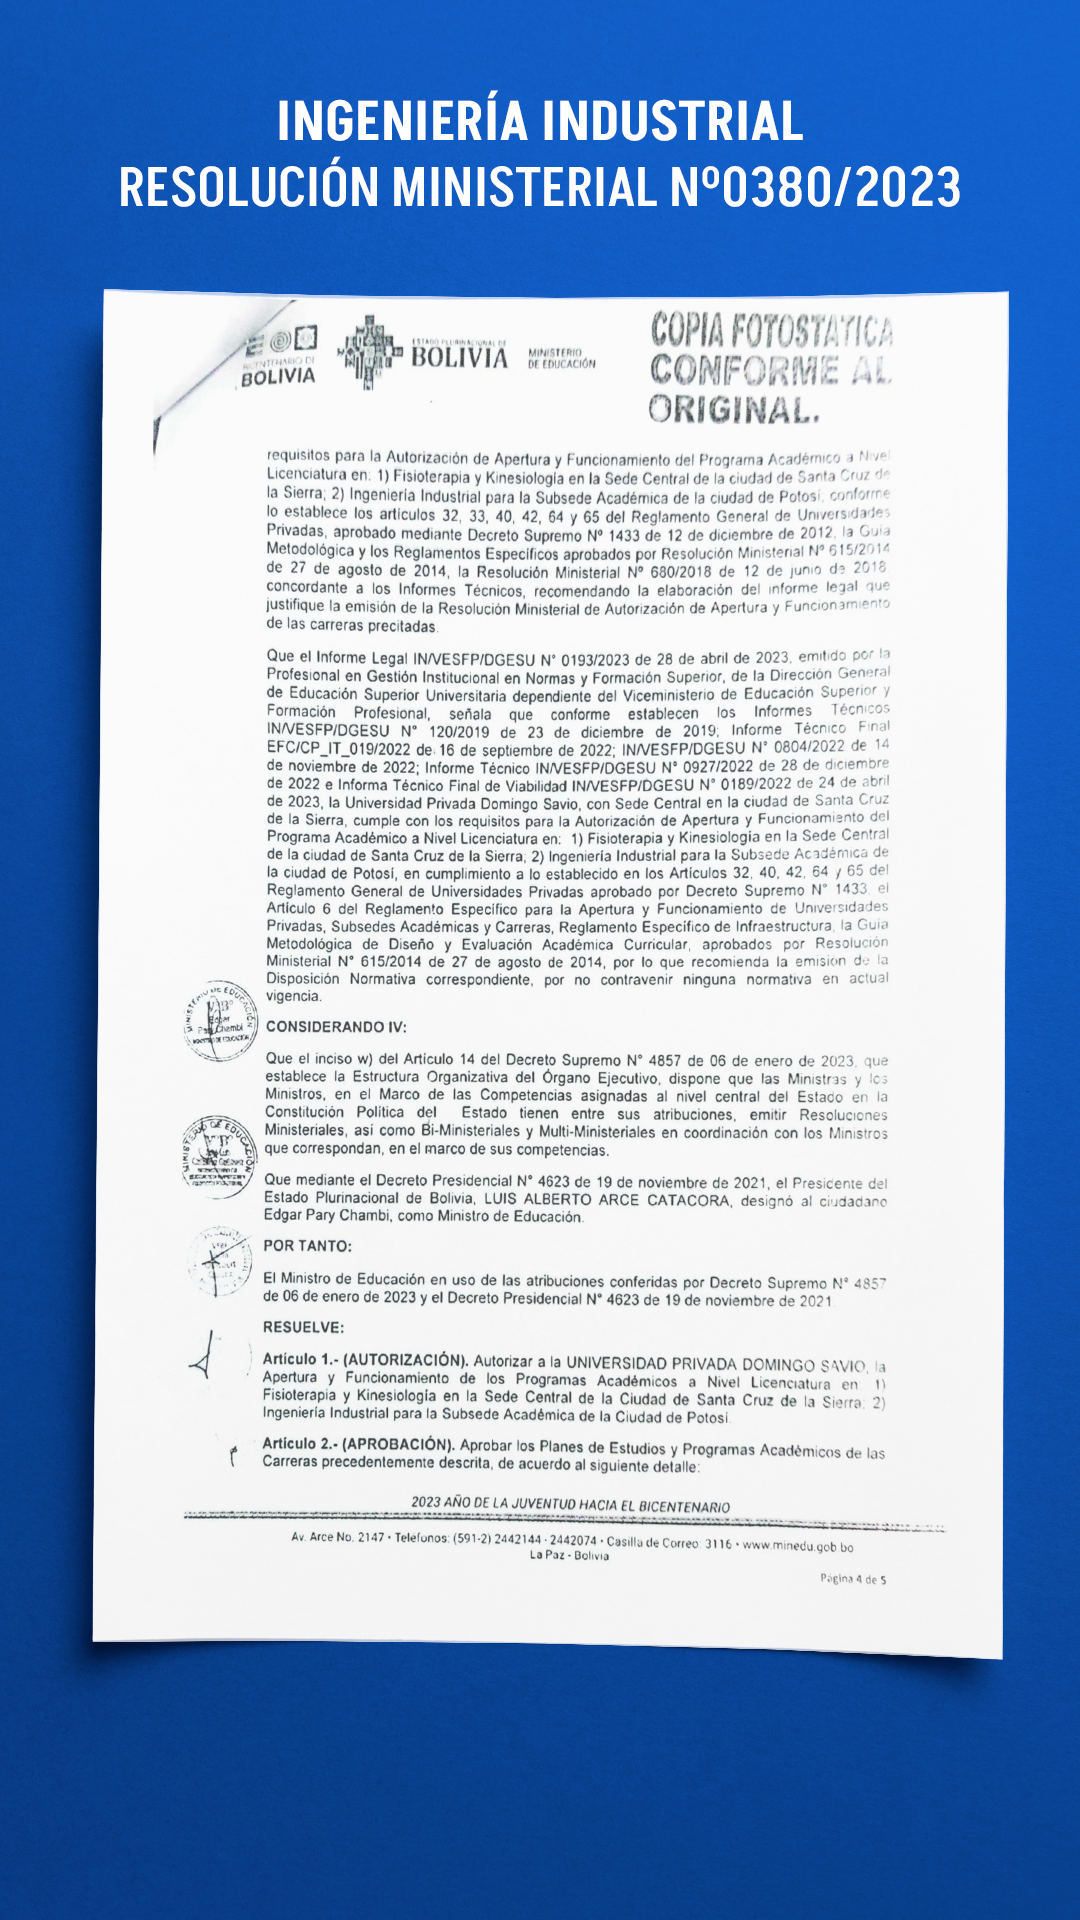 INGENIERÍA INDUSTRIAL
RESOLUCIÓN MINISTERIAL Nº0380/2023
BICENTENARIO DE
BOLIVIA
ESTADO PLURINACIONAL DE
BOLIVIA
MINISTERIO
DE EDUCACIÓN
COPIA FOTOSTATICA
CONFORME AL
ORIGINAL.
requisitos para la Autorización de Apertura y Funcionamiento del Programa Académico a Nivel
Licenciatura en: 1) Fisioterapia y Kinesiología en la Sede Central de la ciudad de Santa Cruz de
la Sierra; 2) Ingeniería Industrial para la Subsede Académica de la ciudad de Potosí, conforme
lo establece los artículos 32, 33, 40, 42, 64 y 65 del Reglamento General de Universidades
Privadas, aprobado mediante Decreto Supremo Nº 1433 de 12 de diciembre de 2012, la Guía
Metodológica y los Reglamentos Específicos aprobados por Resolución Ministerial Nº 615/2014
de 27 de agosto de 2014, la Resolución Ministerial Nº 680/2018 de 12 de junio de 2018
concordante a los Informes Técnicos, recomendando la elaboración del informe legal que
justifique la emisión de la Resolución Ministerial de Autorización de Apertura y Funcionamiento
de las carreras precitadas.
Que el Informe Legal IN/VESFP/DGESU N° 0193/2023 de 28 de abril de 2023, emitido por la
Profesional en Gestión Institucional en Normas y Formación Superior, de la Dirección General
de Educación Superior Universitaria dependiente del Viceministerio de Educación Superior y
Formación Profesional, señala que conforme establecen los Informes Técnicos
IN/VESFP/DGESU N° 120/2019 de 23 de diciembre de 2019; Informe Técnico Final
EFC/CP_IT_019/2022 de 16 de septiembre de 2022; IN/VESFP/DGESU N° 0804/2022 de 14
de noviembre de 2022; Informe Técnico IN/VESFP/DGESU N° 0927/2022 de 28 de diciembre
de 2022 e Informa Técnico Final de Viabilidad IN/VESFP/DGESU N° 0189/2022 de 24 de abril
de 2023, la Universidad Privada Domingo Savio, con Sede Central en la ciudad de Santa Cruz
de la Sierra, cumple con los requisitos para la Autorización de Apertura y Funcionamiento del
Programa Académico a Nivel Licenciatura en: 1) Fisioterapia y Kinesiología en la Sede Central
de la ciudad de Santa Cruz de la Sierra; 2) Ingeniería Industrial para la Subsede Académica de
la ciudad de Potosí, en cumplimiento a lo establecido en los Artículos 32, 40, 42, 64 y 65 del
Reglamento General de Universidades Privadas aprobado por Decreto Supremo N° 1433, el
Artículo 6 del Reglamento Específico para la Apertura y Funcionamiento de Universidades
Privadas, Subsedes Académicas y Carreras, Reglamento Específico de Infraestructura, la Guía
Metodológica de Diseño y Evaluación Académica Curricular, aprobados por Resolución
Ministerial N° 615/2014 de 27 de agosto de 2014, por lo que recomienda la emisión de la
Disposición Normativa correspondiente, por no contravenir ninguna normativa en actual
vigencia.
MINISTERIO DE EDUCACIÓN
V°B°
Edgar
Pary Chambi
MINISTRO DE EDUCACIÓN
CONSIDERANDO IV:
Que el inciso w) del Artículo 14 del Decreto Supremo N° 4857 de 06 de enero de 2023, que
establece la Estructura Organizativa del Órgano Ejecutivo, dispone que las Ministras y los
Ministros, en el Marco de las Competencias asignadas al nivel central del Estado en la
Constitución Política del Estado tienen entre sus atribuciones, emitir Resoluciones
Ministeriales, así como Bi-Ministeriales y Multi-Ministeriales en coordinación con los Ministros
que correspondan, en el marco de sus competencias.
MINISTERIO DE EDUCACIÓN
Que mediante el Decreto Presidencial N° 4623 de 19 de noviembre de 2021, el Presidente del
Estado Plurinacional de Bolivia, LUIS ALBERTO ARCE CATACORA, designó al ciudadano
Edgar Pary Chambi, como Ministro de Educación.
POR TANTO:
El Ministro de Educación en uso de las atribuciones conferidas por Decreto Supremo N° 4857
de 06 de enero de 2023 y el Decreto Presidencial N° 4623 de 19 de noviembre de 2021.
RESUELVE:
Artículo 1.- (AUTORIZACIÓN). Autorizar a la UNIVERSIDAD PRIVADA DOMINGO SAVIO, la
Apertura y Funcionamiento de los Programas Académicos a Nivel Licenciatura en: 1)
Fisioterapia y Kinesiología en la Sede Central de la Ciudad de Santa Cruz de la Sierra; 2)
Ingeniería Industrial para la Subsede Académica de la Ciudad de Potosí.
Artículo 2.- (APROBACIÓN). Aprobar los Planes de Estudios y Programas Académicos de las
Carreras precedentemente descrita, de acuerdo al siguiente detalle:
2023 AÑO DE LA JUVENTUD HACIA EL BICENTENARIO
Av. Arce No. 2147 • Telefonos: (591-2) 2442144 - 2442074 • Casilla de Correo: 3116 • www.minedu.gob.bo
La Paz - Bolivia
Página 4 de 5